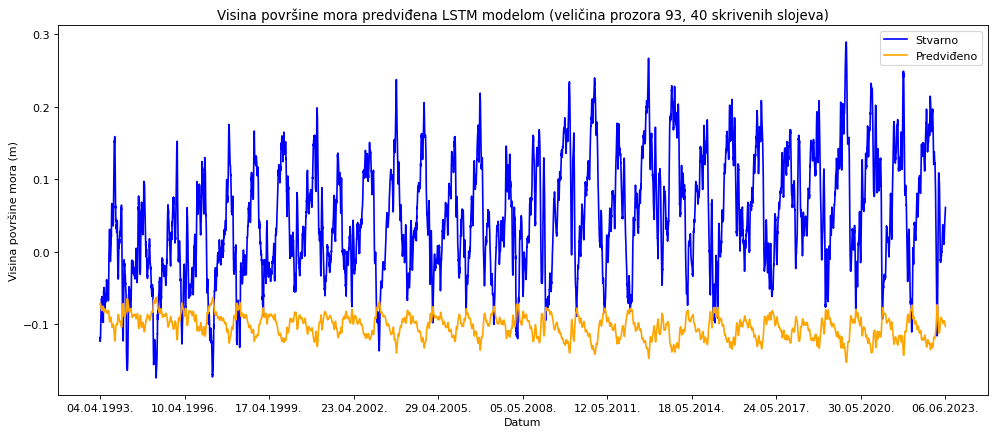 Visina površine mora predviđena LSTM modelom (veličina prozora 93, 40 skrivenih slojeva)
Stvarno
Predviđeno
Visina površine mora (m)
0.3
0.2
0.1
0.0
−0.1
04.04.1993. 10.04.1996. 17.04.1999. 23.04.2002. 29.04.2005. 05.05.2008. 12.05.2011. 18.05.2014. 24.05.2017. 30.05.2020. 06.06.2023.
Datum